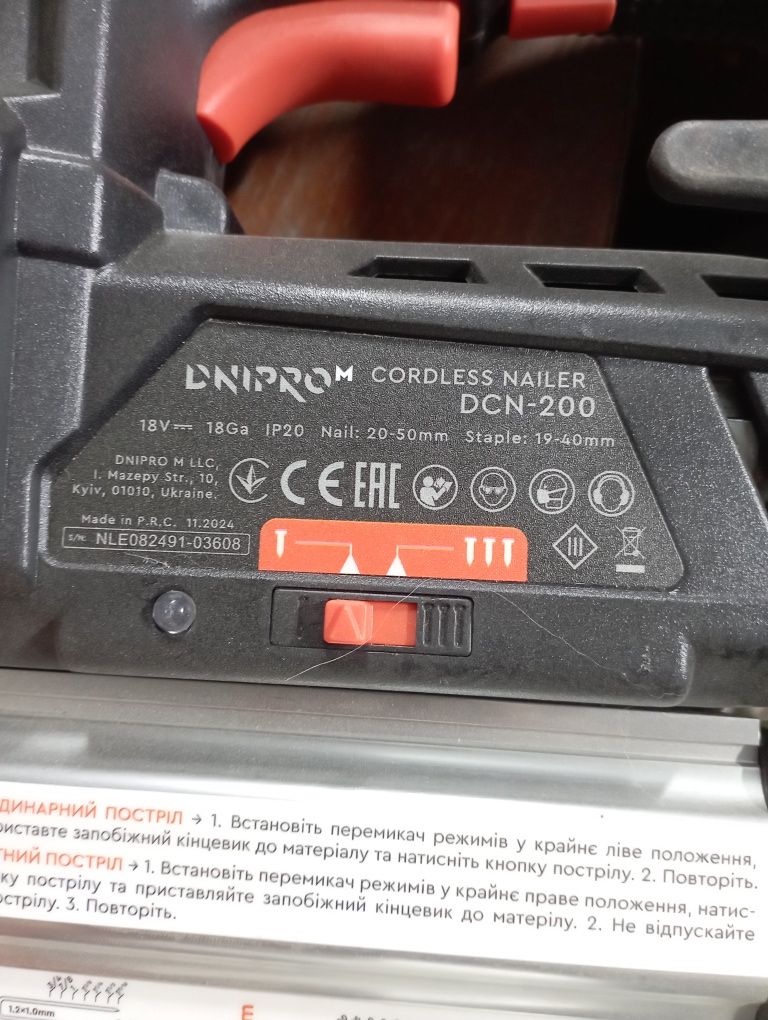 DNIPRO M CORDLESS NAILER
DCN-200
18V⎓ 18Ga IP20 Nail: 20-50mm Staple: 19-40mm
DNIPRO M LLC,
I. Mazepy Str., 10,
Kyiv, 01010, Ukraine.
CE EAC
Made in P.R.C. 11.2024
S/N: NLE082491-03608
ДИНАРНИЙ ПОСТРІЛ → 1. Встановіть перемикач режимів у крайнє ліве положення,
риставте запобіжний кінцевик до матеріалу та натисніть кнопку пострілу. 2. Повторіть.
ТНИЙ ПОСТРІЛ → 1. Встановіть перемикач режимів у крайнє праве положення, натис-
ку пострілу та приставляйте запобіжний кінцевик до матерілу. 2. Не відпускайте
острілу. 3. Повторіть.
1.2×1.0mm